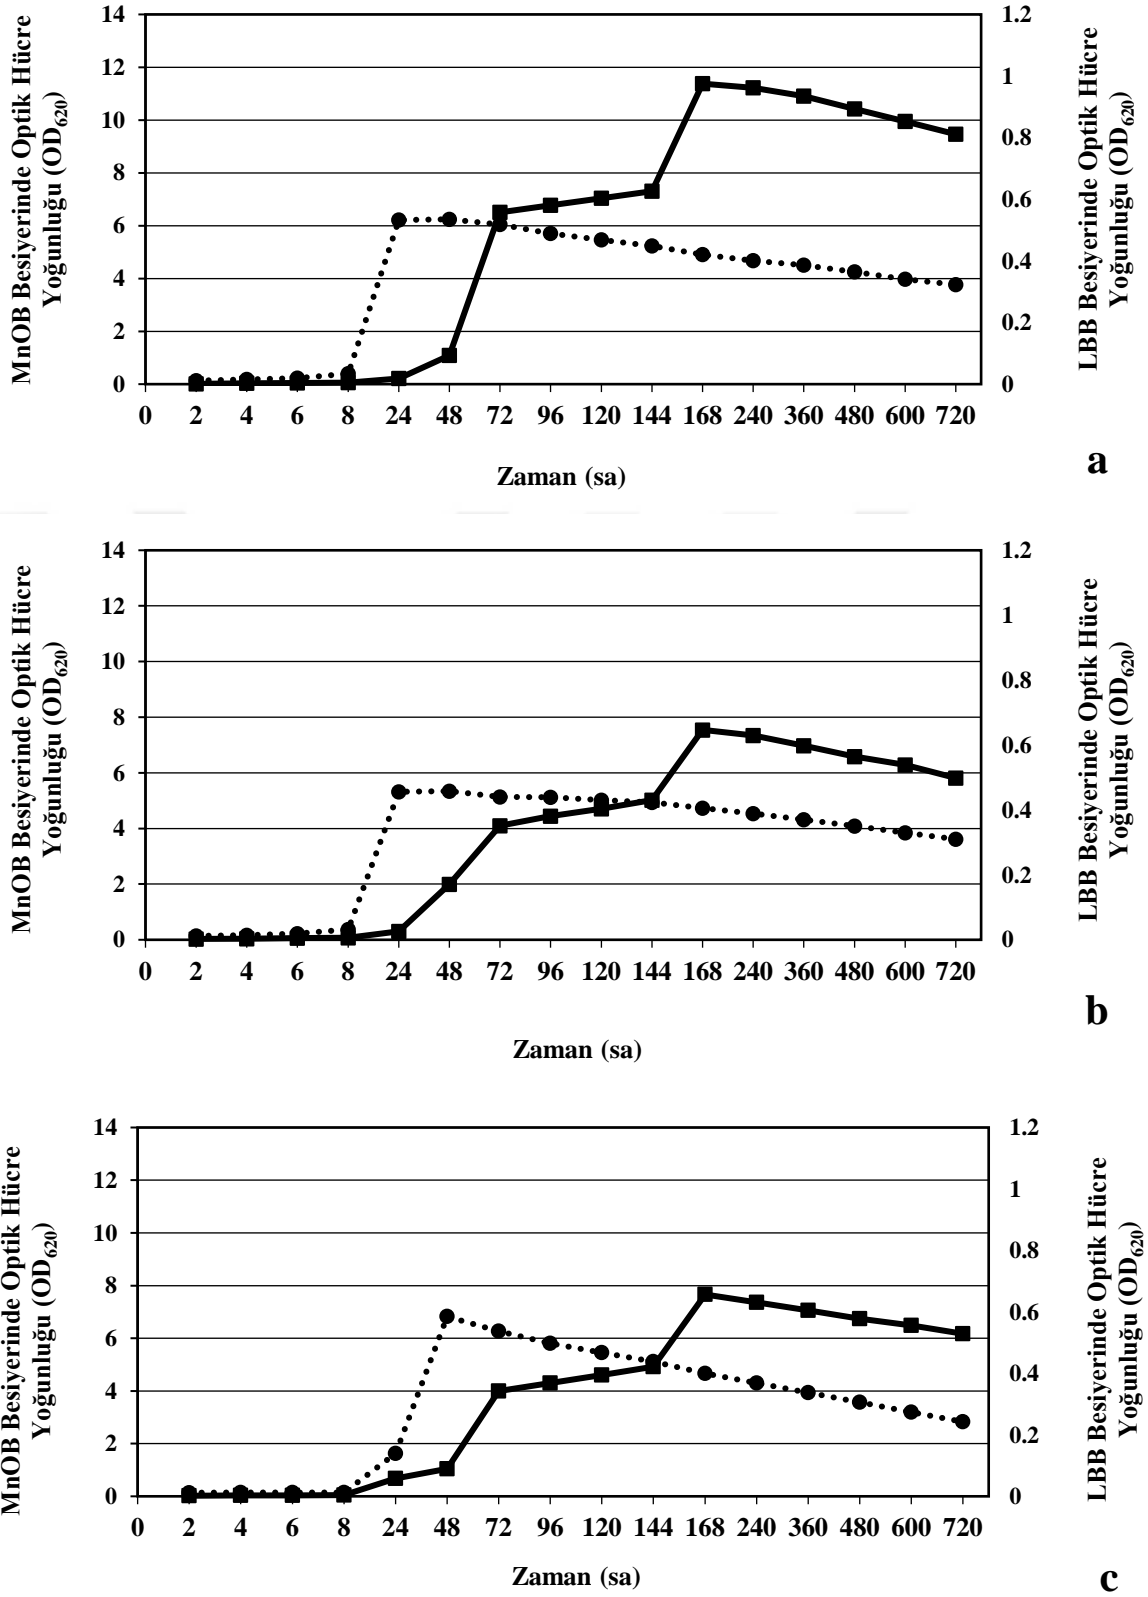 MnOB Besiyerinde Optik Hücre
Yoğunluğu (OD620)
14
12
10
8
6
4
2
0
1.2
1
0.8
0.6
0.4
0.2
0
LBB Besiyerinde Optik Hücre
Yoğunluğu (OD620)
0 2 4 6 8 24 48 72 96 120 144 168 240 360 480 600 720
Zaman (sa)
a
MnOB Besiyerinde Optik Hücre
Yoğunluğu (OD620)
14
12
10
8
6
4
2
0
1.2
1
0.8
0.6
0.4
0.2
0
LBB Besiyerinde Optik Hücre
Yoğunluğu (OD620)
0 2 4 6 8 24 48 72 96 120 144 168 240 360 480 600 720
Zaman (sa)
b
MnOB Besiyerinde Optik Hücre
Yoğunluğu (OD620)
14
12
10
8
6
4
2
0
1.2
1
0.8
0.6
0.4
0.2
0
LBB Besiyerinde Optik Hücre
Yoğunluğu (OD620)
0 2 4 6 8 24 48 72 96 120 144 168 240 360 480 600 720
Zaman (sa)
c